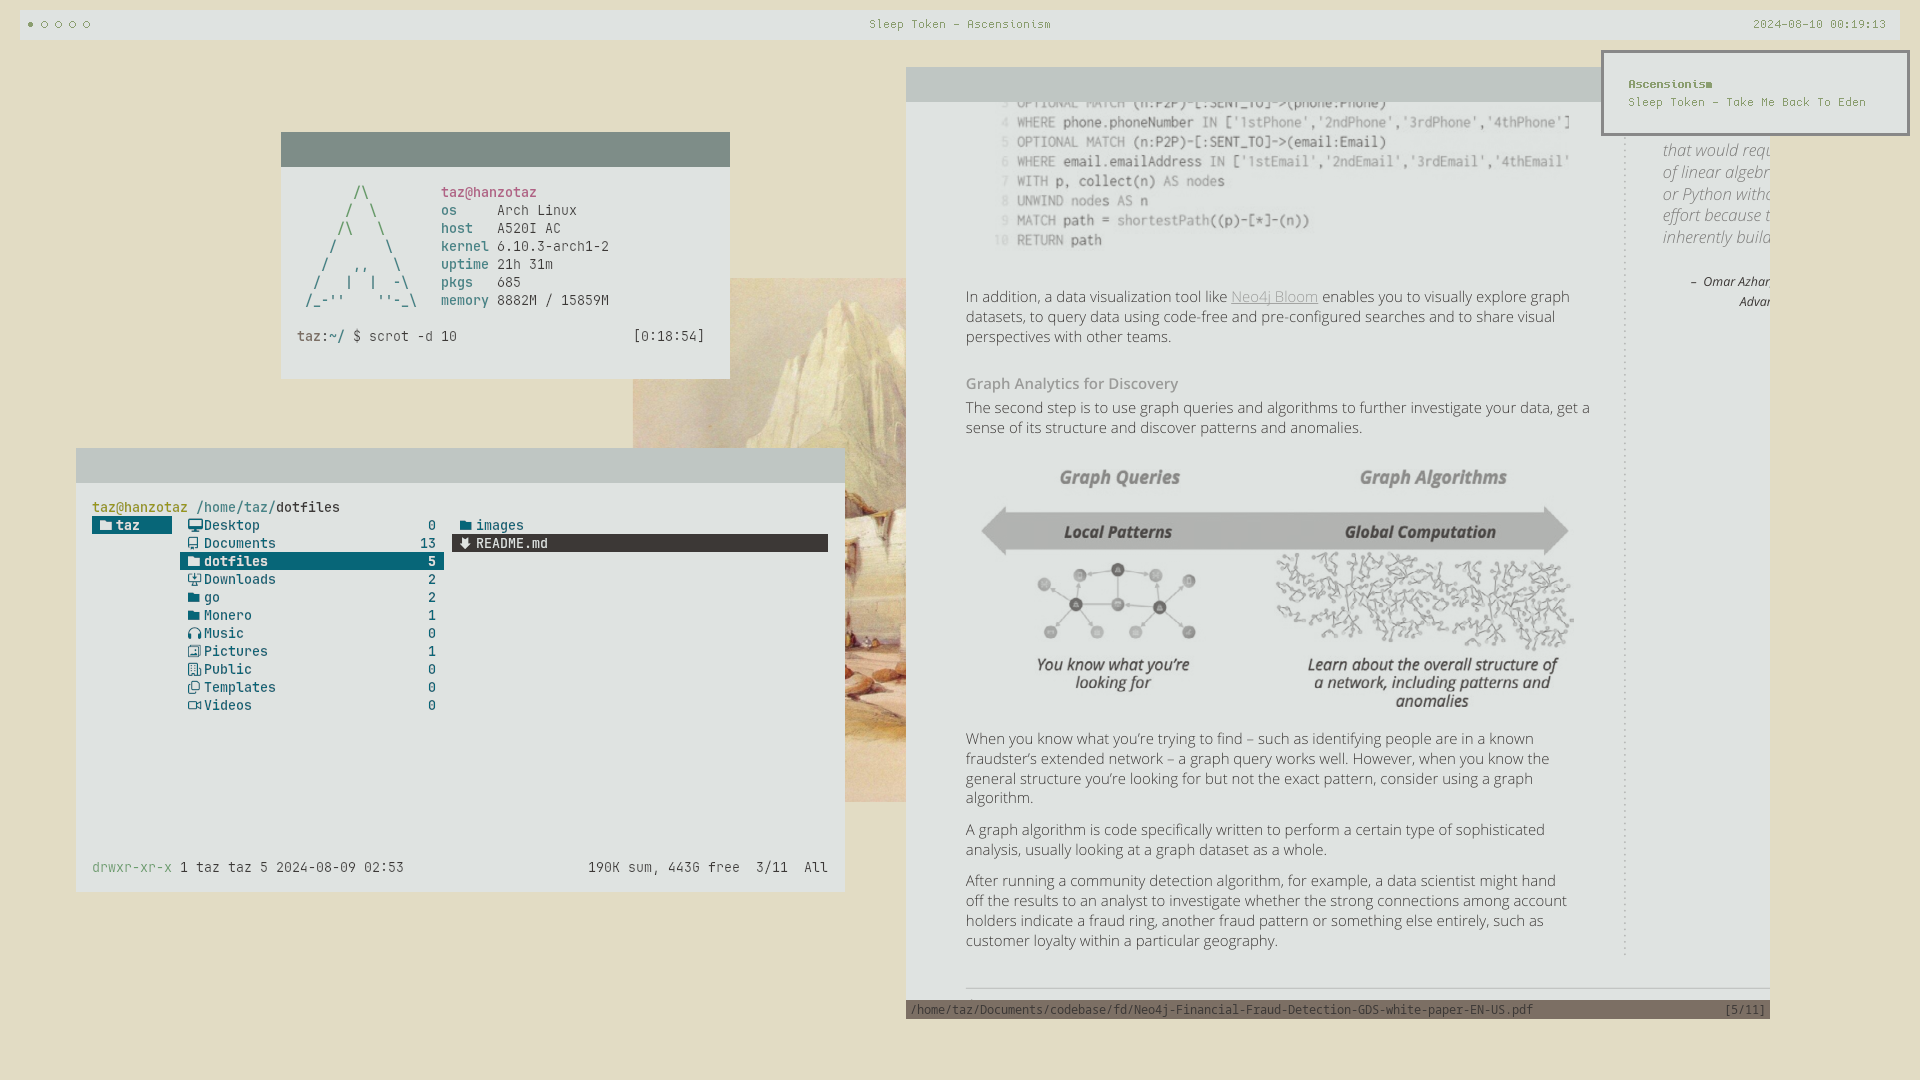 Sleep Token - Ascensionism
2024-08-10 00:19:13
Ascensionism
Sleep Token - Take Me Back To Eden
taz@hanzotaz
os Arch Linux
host A520I AC
kernel 6.10.3-arch1-2
uptime 21h 31m
pkgs 685
memory 8882M / 15859M
taz:~/ $ scrot -d 10 [0:18:54]
taz@hanzotaz /home/taz/dotfiles
taz
Desktop 0
Documents 13
dotfiles 5
Downloads 2
go 2
Monero 1
Music 0
Pictures 1
Public 0
Templates 0
Videos 0
images
README.md
drwxr-xr-x 1 taz taz 5 2024-08-09 02:53 190K sum, 443G free 3/11 All
3 OPTIONAL MATCH (n:P2P)-[:SENT_TO]->(phone:Phone)
4 WHERE phone.phoneNumber IN ['1stPhone','2ndPhone','3rdPhone','4thPhone']
5 OPTIONAL MATCH (n:P2P)-[:SENT_TO]->(email:Email)
6 WHERE email.emailAddress IN ['1stEmail','2ndEmail','3rdEmail','4thEmail'
7 WITH p, collect(n) AS nodes
8 UNWIND nodes AS n
9 MATCH path = shortestPath((p)-[*]-(n))
10 RETURN path
In addition, a data visualization tool like Neo4j Bloom enables you to visually explore graph
datasets, to query data using code-free and pre-configured searches and to share visual
perspectives with other teams.
Graph Analytics for Discovery
The second step is to use graph queries and algorithms to further investigate your data, get a
sense of its structure and discover patterns and anomalies.
Graph Queries
Graph Algorithms
Local Patterns
Global Computation
You know what you're
looking for
Learn about the overall structure of
a network, including patterns and
anomalies
When you know what you're trying to find – such as identifying people are in a known
fraudster's extended network – a graph query works well. However, when you know the
general structure you're looking for but not the exact pattern, consider using a graph
algorithm.
A graph algorithm is code specifically written to perform a certain type of sophisticated
analysis, usually looking at a graph dataset as a whole.
After running a community detection algorithm, for example, a data scientist might hand
off the results to an analyst to investigate whether the strong connections among account
holders indicate a fraud ring, another fraud pattern or something else entirely, such as
customer loyalty within a particular geography.
that would requ
of linear algebr
or Python witho
effort because t
inherently build
– Omar Azhar,
Advan
/home/taz/Documents/codebase/fd/Neo4j-Financial-Fraud-Detection-GDS-white-paper-EN-US.pdf [5/11]